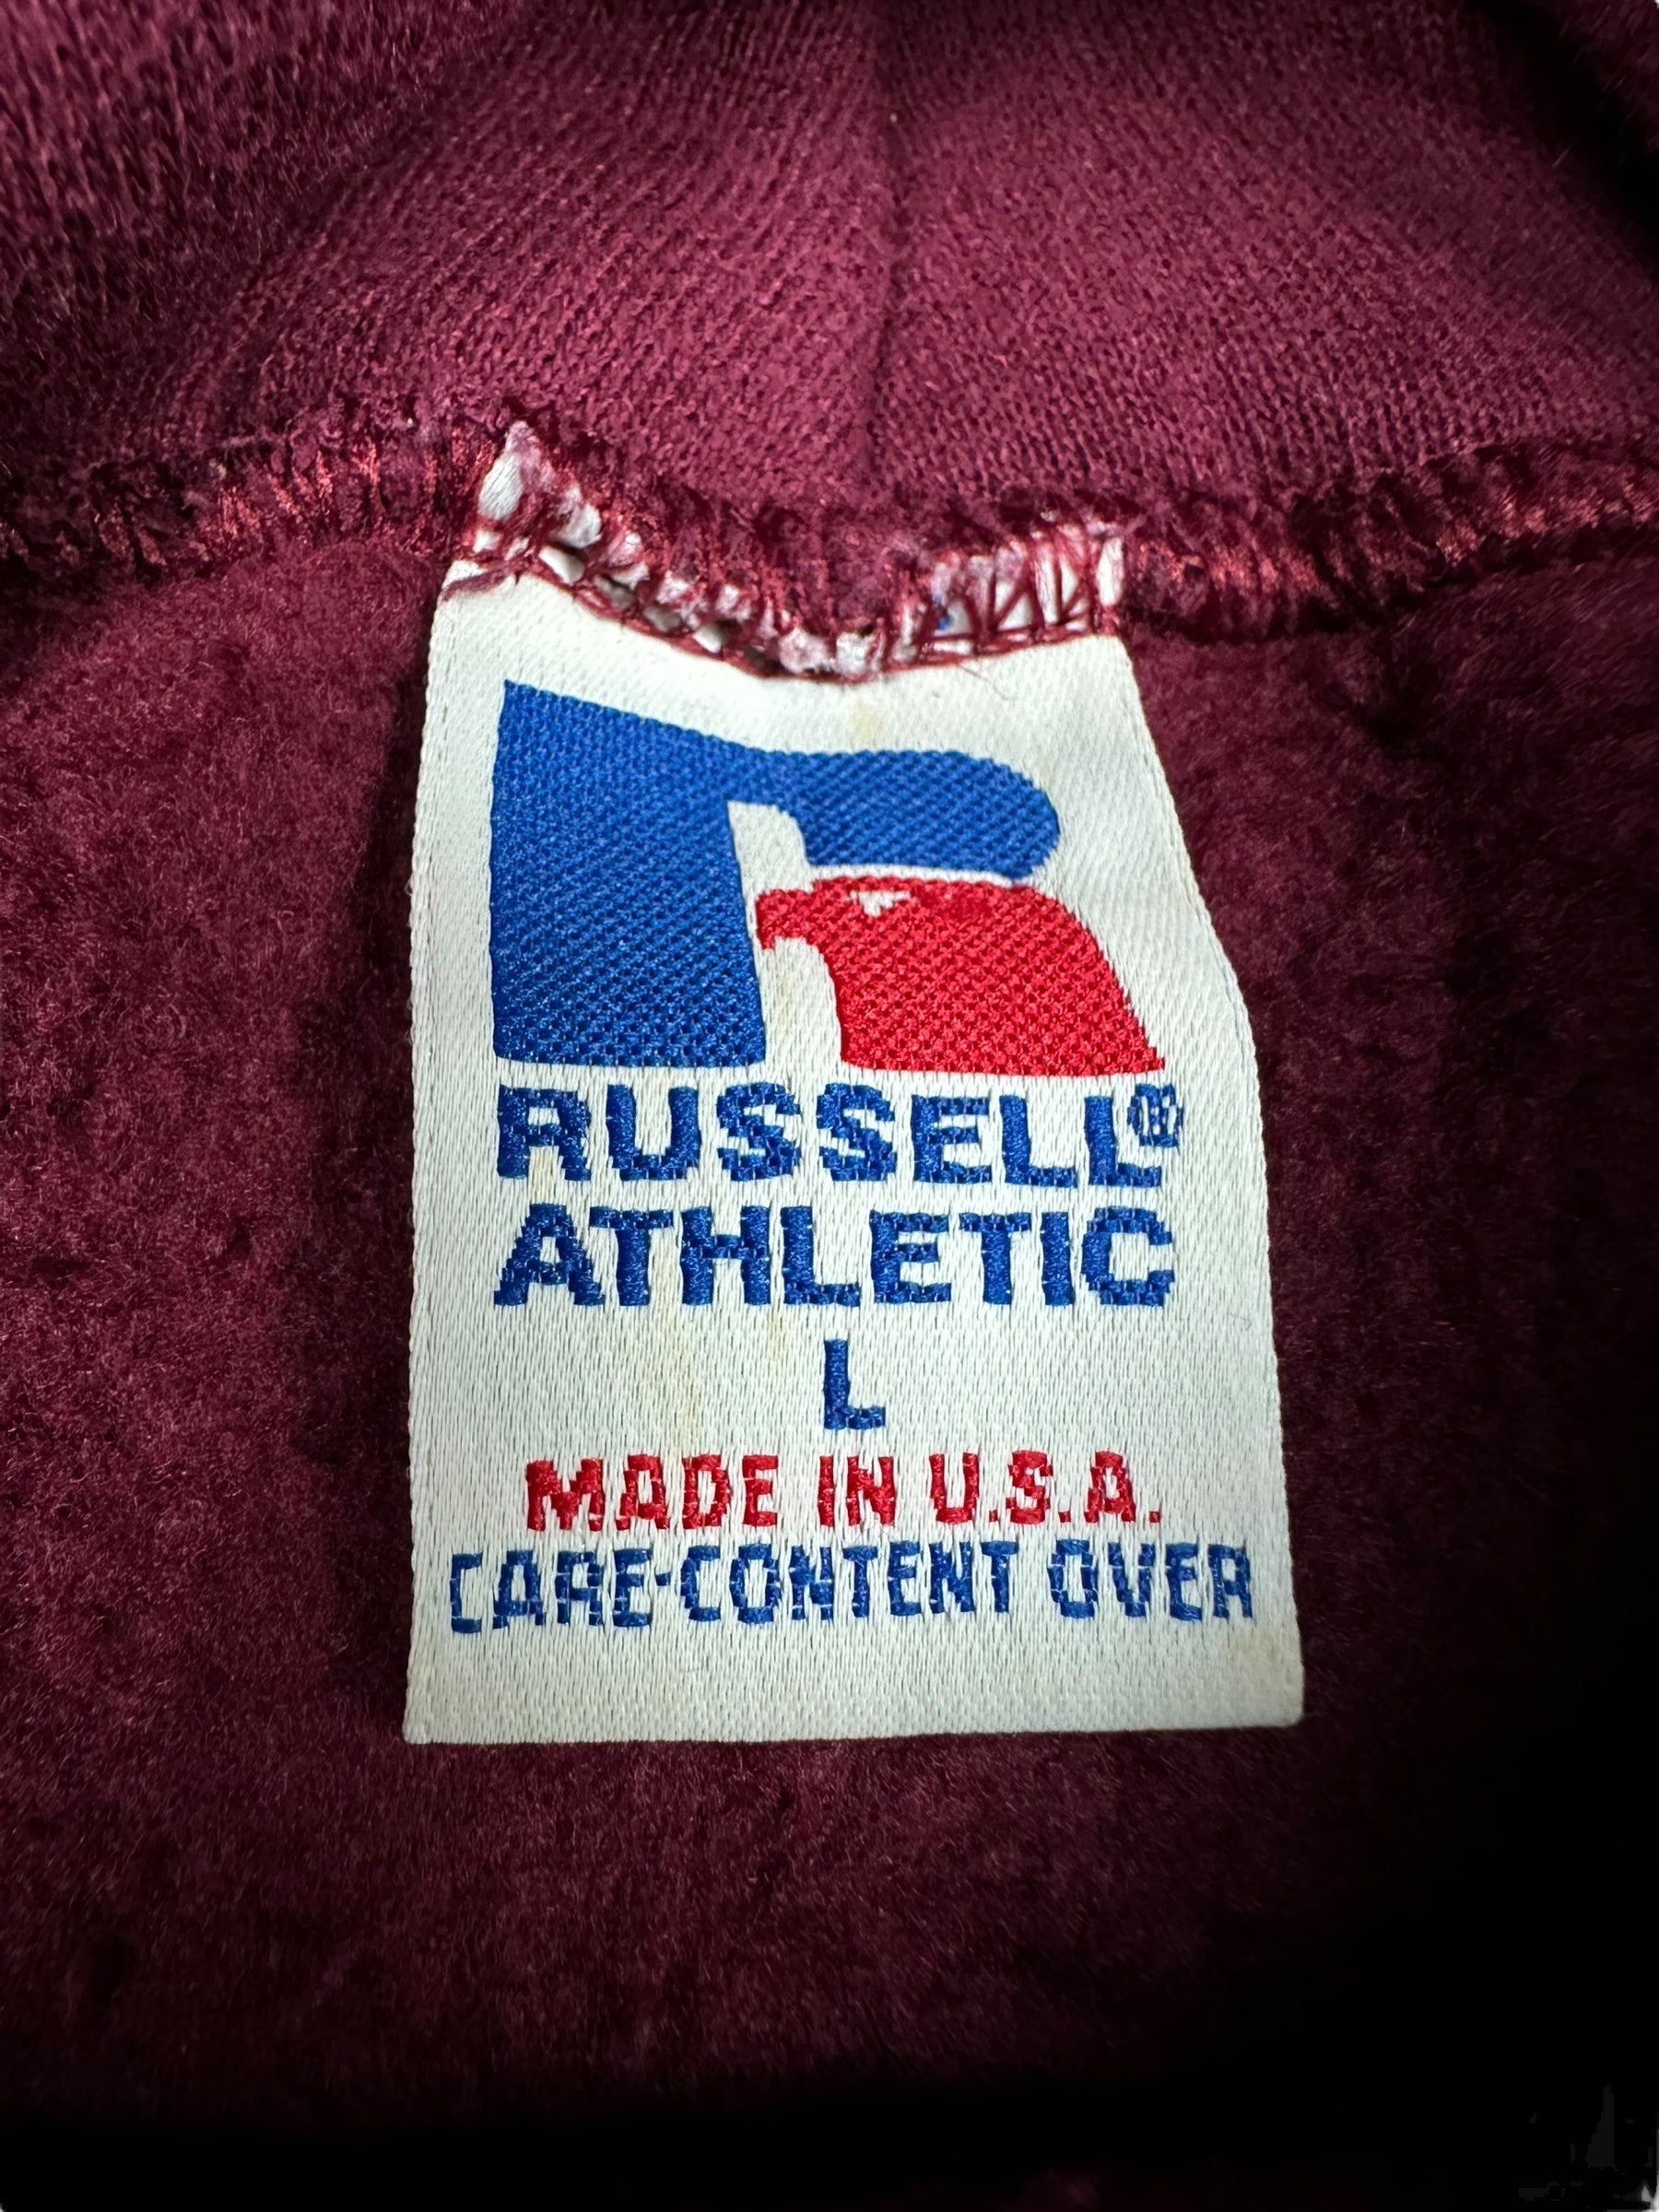 RUSSELL®
ATHLETIC
L
MADE IN U.S.A.
CARE·CONTENT OVER